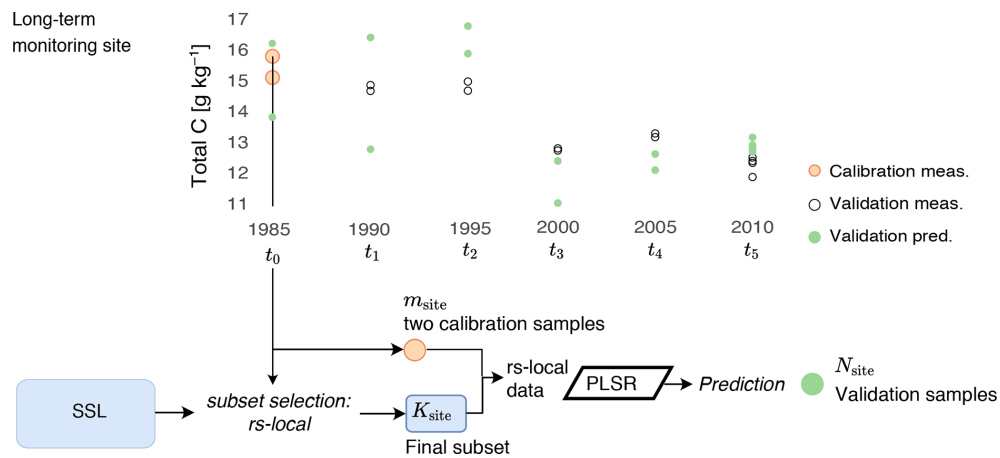 Long-term
monitoring site
Total C [g kg⁻¹]
17
16
15
14
13
12
11
1985 1990 1995 2000 2005 2010
t₀ t₁ t₂ t₃ t₄ t₅
Calibration meas.
Validation meas.
Validation pred.
m_site
two calibration samples
SSL
subset selection:
rs-local
K_site
Final subset
rs-local
data
PLSR
Prediction
N_site
Validation samples